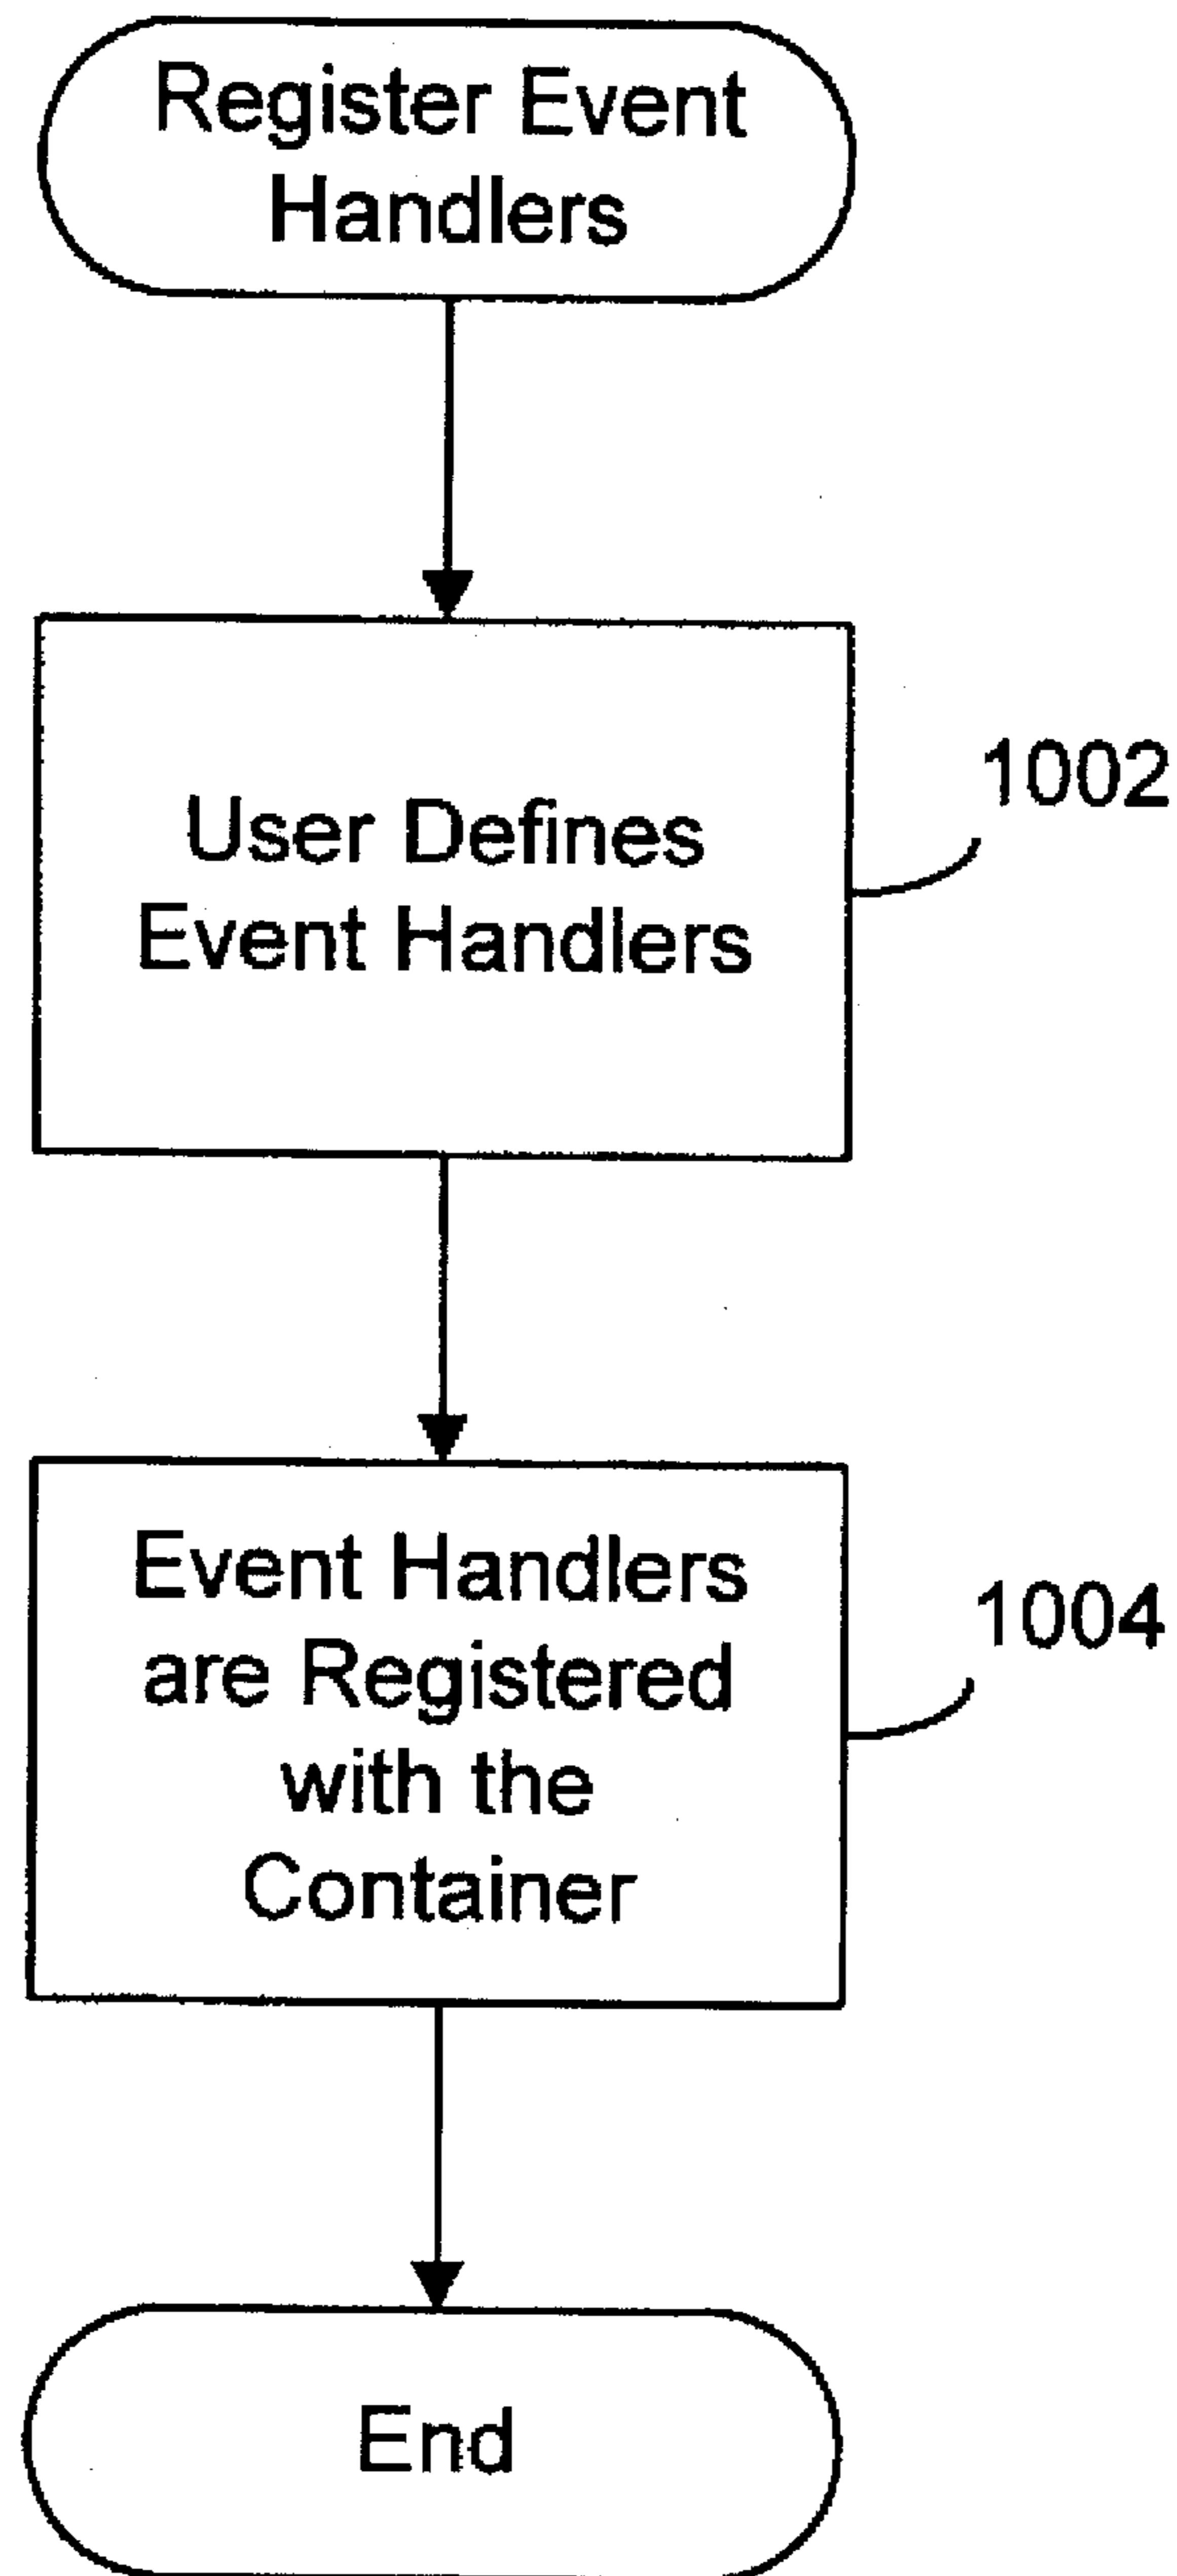 Register Event
Handlers
1002
User Defines
Event Handlers
1004
Event Handlers
are Registered
with the
Container
End